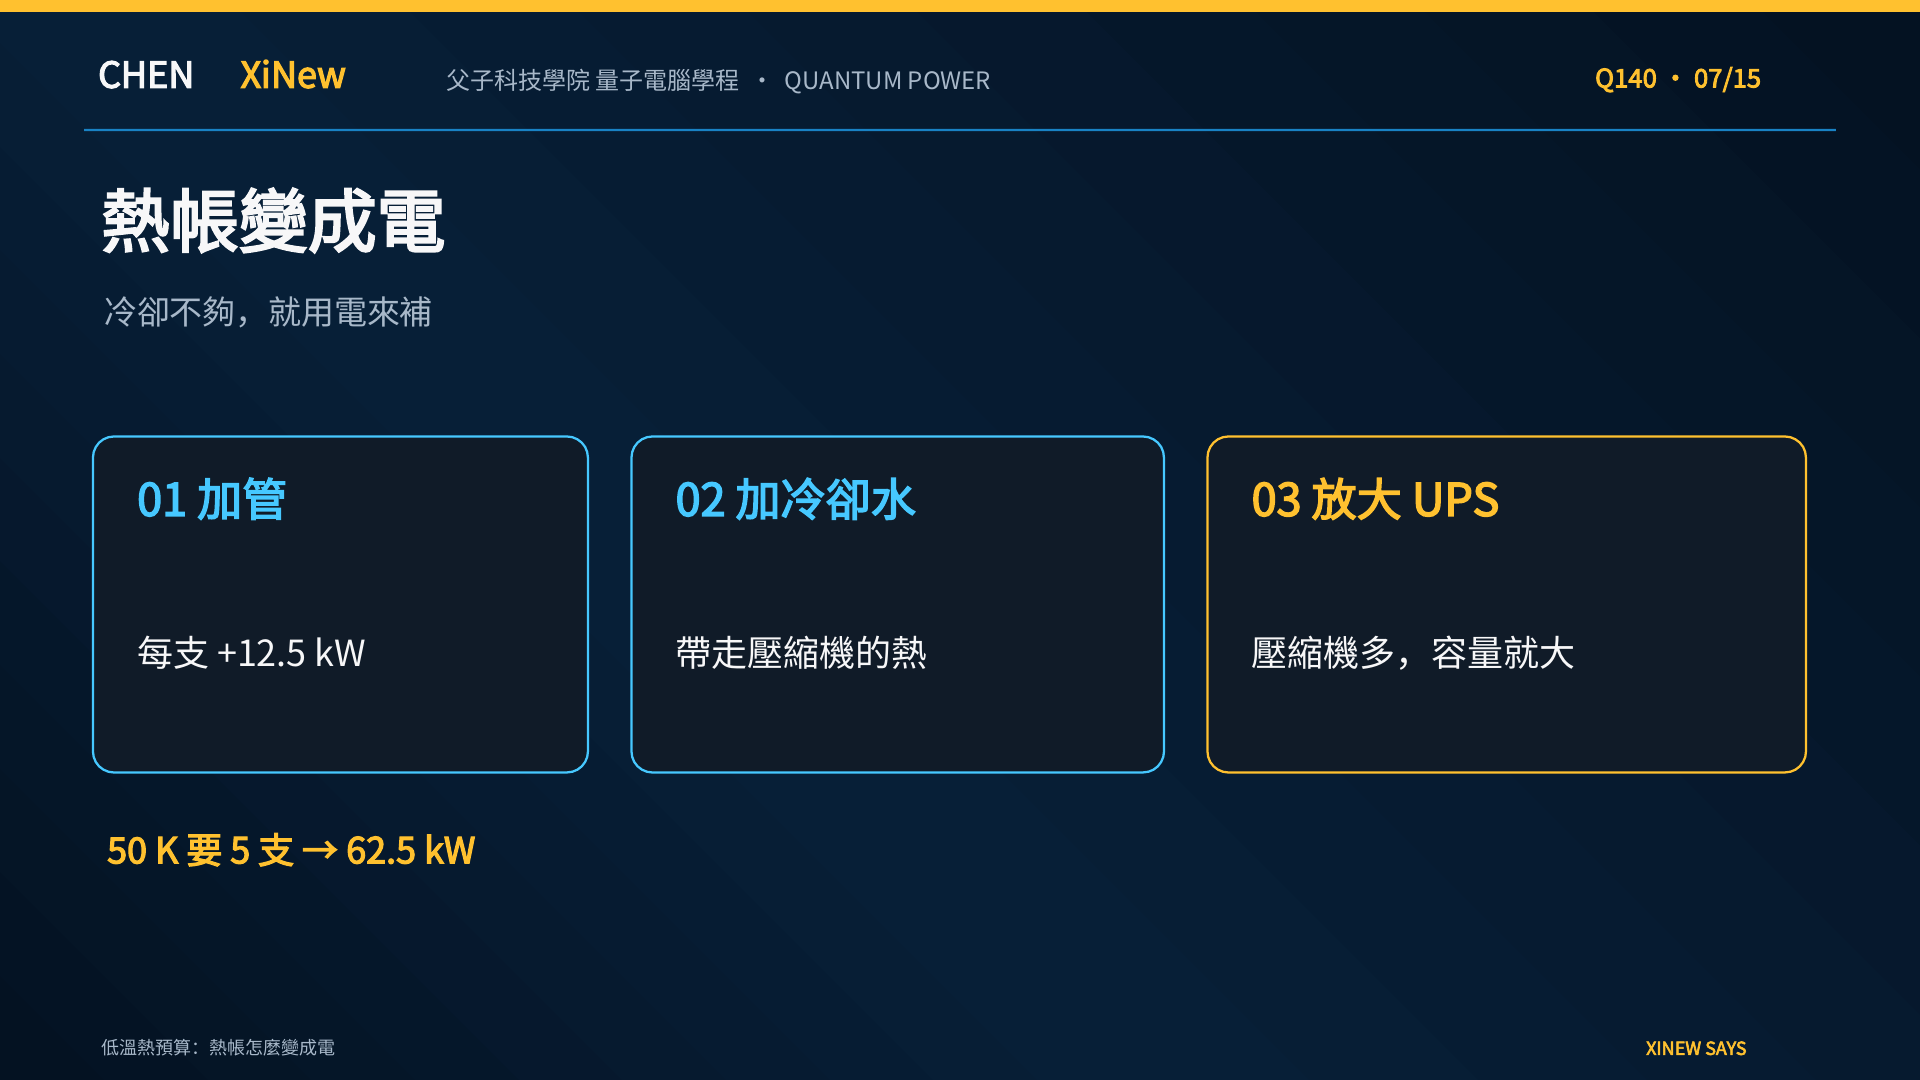 CHEN XiNew 父子科技學院 量子電腦學程 · QUANTUM POWER Q140 · 07/15
熱帳變成電
冷卻不夠，就用電來補
01 加管
每支 +12.5 kW
02 加冷卻水
帶走壓縮機的熱
03 放大 UPS
壓縮機多，容量就大
50 K 要 5 支 → 62.5 kW
低溫熱預算：熱帳怎麼變成電
XINEW SAYS